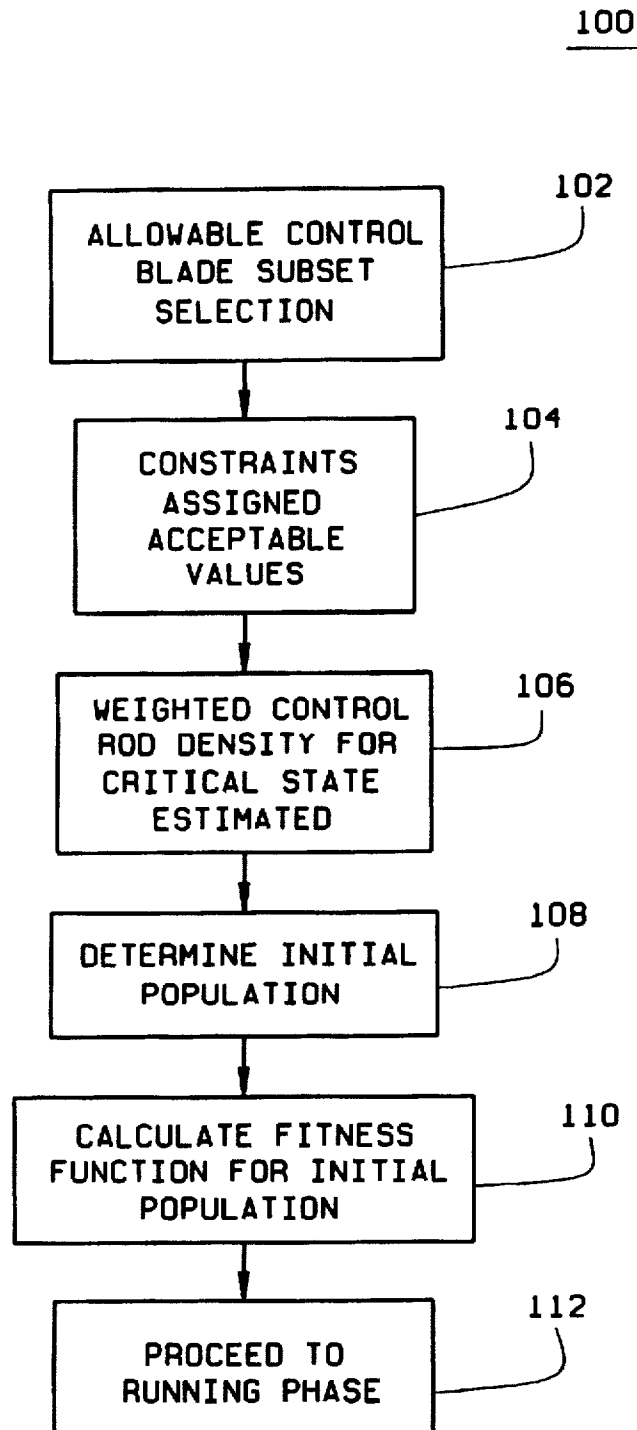 100
102
ALLOWABLE CONTROL
BLADE SUBSET
SELECTION
104
CONSTRAINTS
ASSIGNED
ACCEPTABLE
VALUES
106
WEIGHTED CONTROL
ROD DENSITY FOR
CRITICAL STATE
ESTIMATED
108
DETERMINE INITIAL
POPULATION
110
CALCULATE FITNESS
FUNCTION FOR INITIAL
POPULATION
112
PROCEED TO
RUNNING PHASE